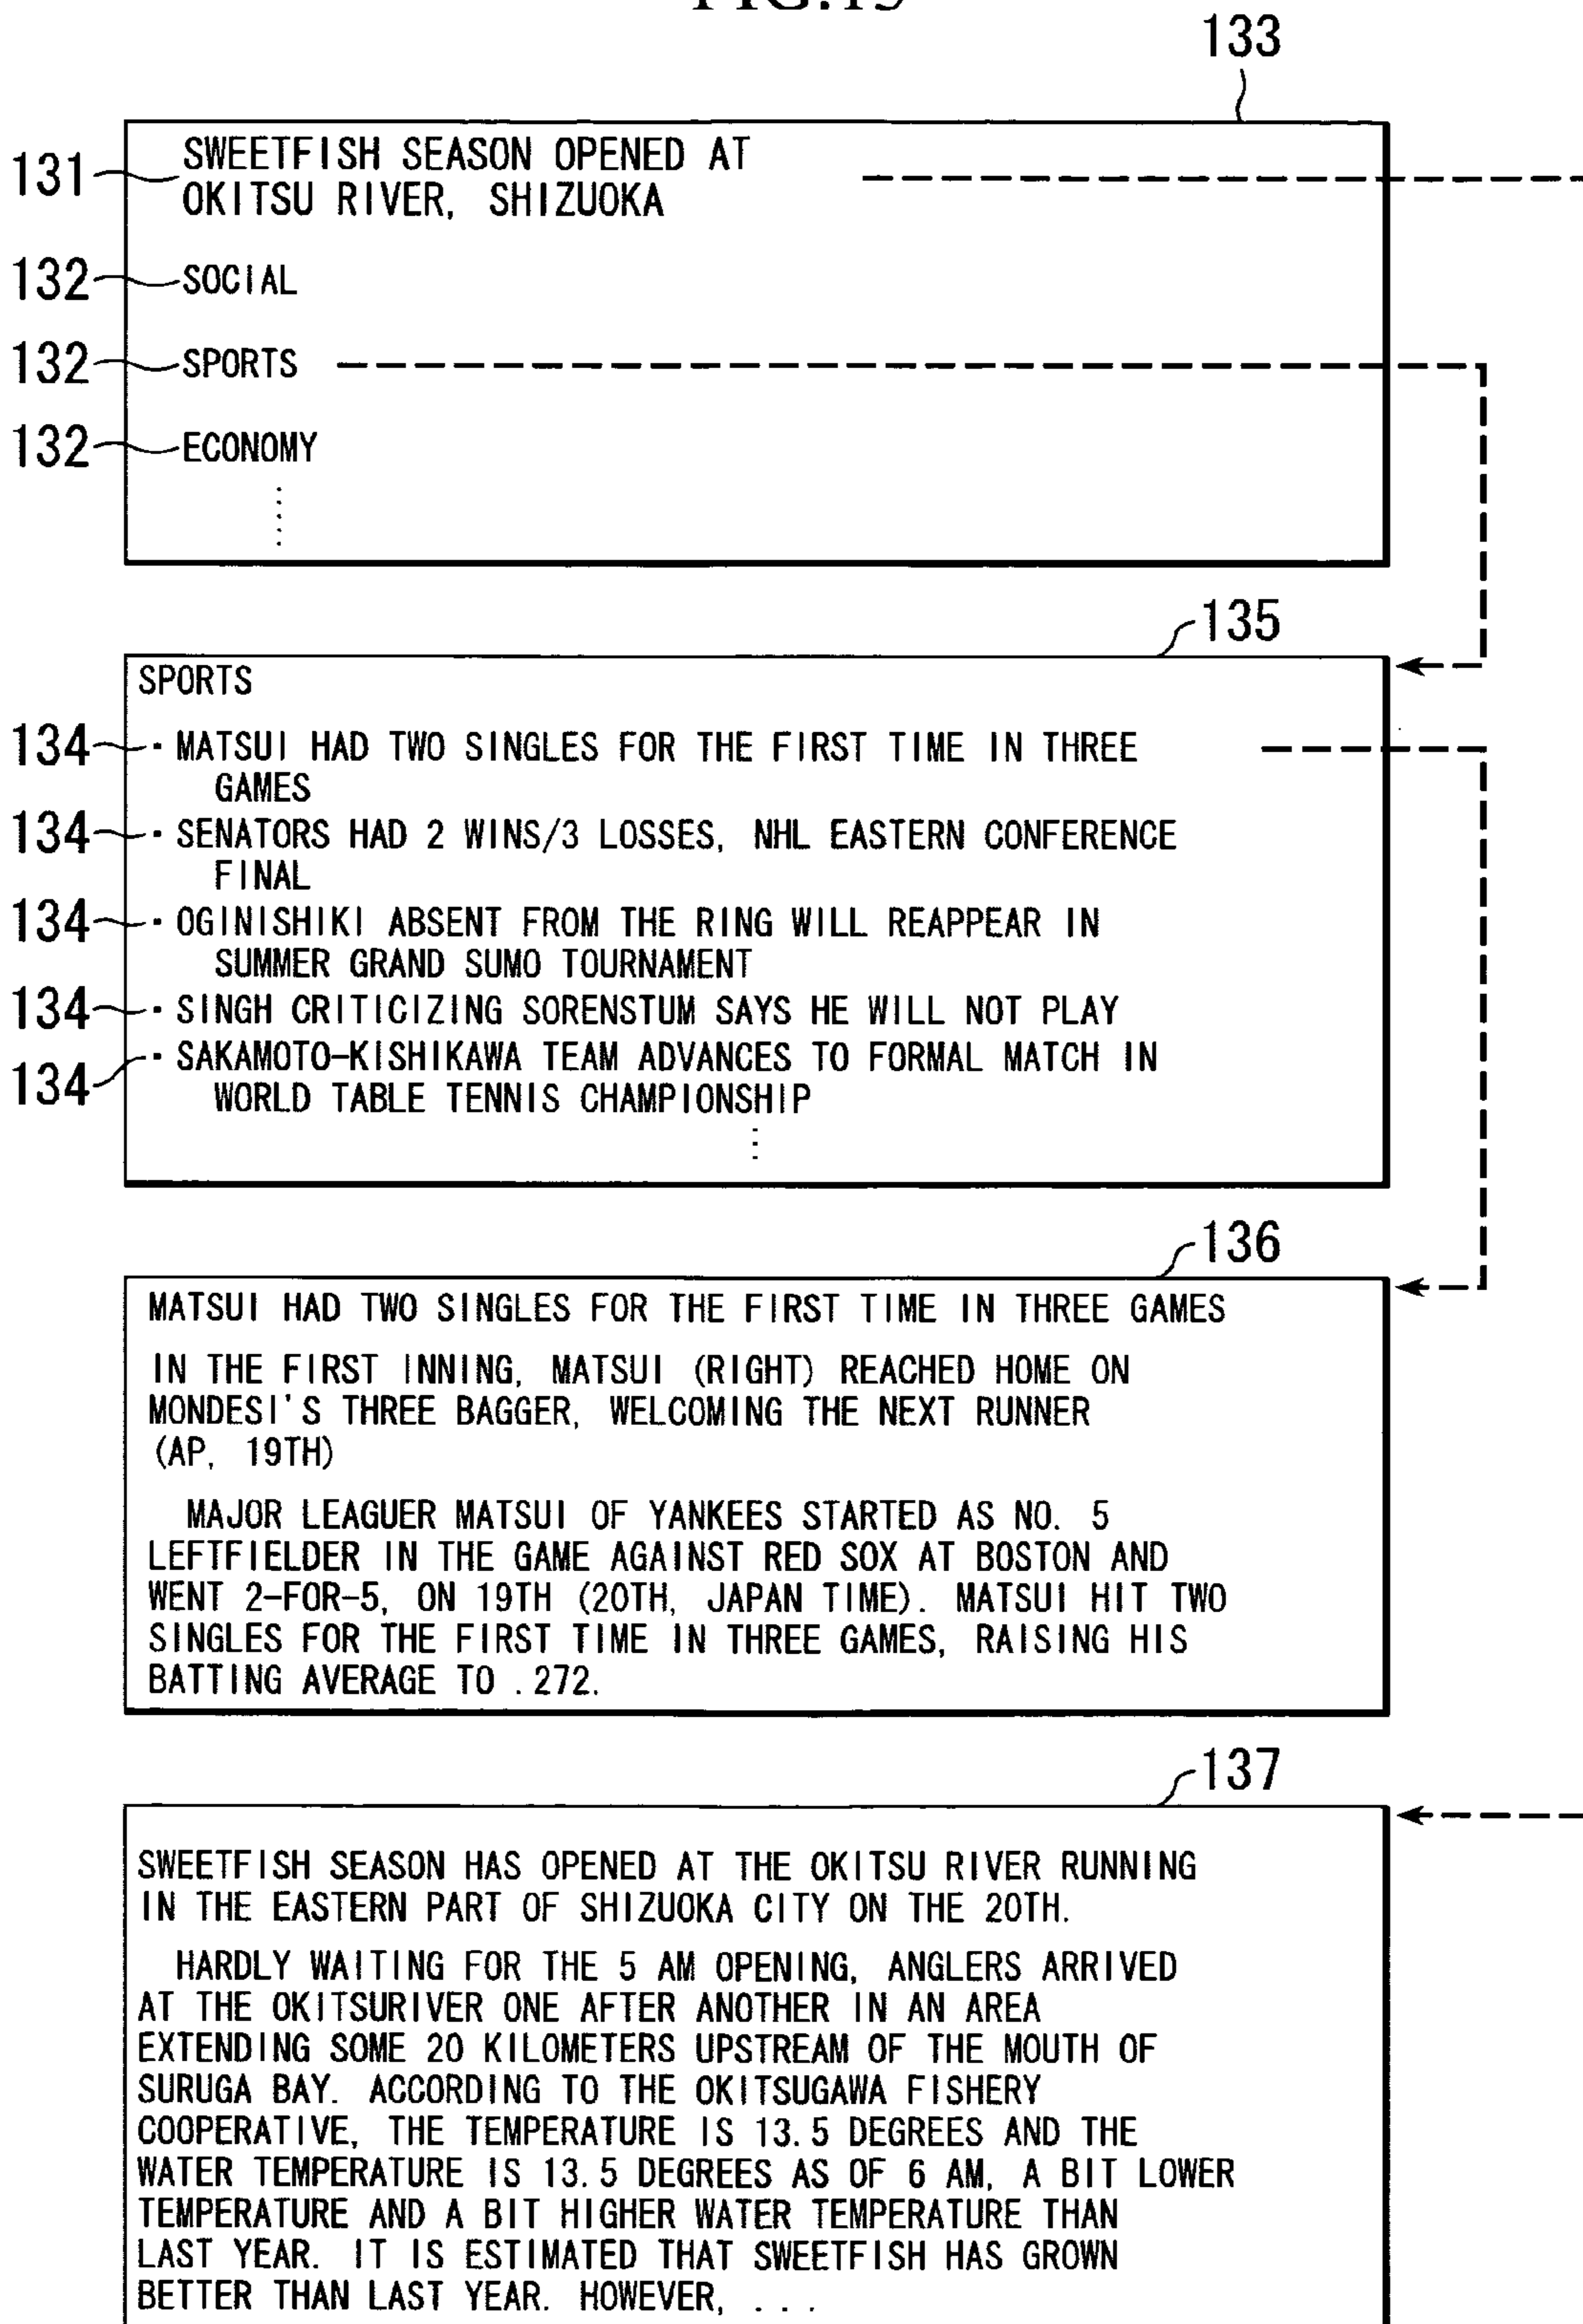 133
SWEETFISH SEASON OPENED AT
131 OKITSU RIVER, SHIZUOKA
132 SOCIAL
132 SPORTS
132 ECONOMY
135
SPORTS
134 · MATSUI HAD TWO SINGLES FOR THE FIRST TIME IN THREE
GAMES
134 · SENATORS HAD 2 WINS/3 LOSSES, NHL EASTERN CONFERENCE
FINAL
134 · OGINISHIKI ABSENT FROM THE RING WILL REAPPEAR IN
SUMMER GRAND SUMO TOURNAMENT
134 · SINGH CRITICIZING SORENSTUM SAYS HE WILL NOT PLAY
134 · SAKAMOTO-KISHIKAWA TEAM ADVANCES TO FORMAL MATCH IN
WORLD TABLE TENNIS CHAMPIONSHIP
136
MATSUI HAD TWO SINGLES FOR THE FIRST TIME IN THREE GAMES
IN THE FIRST INNING, MATSUI (RIGHT) REACHED HOME ON
MONDESI'S THREE BAGGER, WELCOMING THE NEXT RUNNER
(AP, 19TH)
MAJOR LEAGUER MATSUI OF YANKEES STARTED AS NO. 5
LEFTFIELDER IN THE GAME AGAINST RED SOX AT BOSTON AND
WENT 2-FOR-5, ON 19TH (20TH, JAPAN TIME). MATSUI HIT TWO
SINGLES FOR THE FIRST TIME IN THREE GAMES, RAISING HIS
BATTING AVERAGE TO .272.
137
SWEETFISH SEASON HAS OPENED AT THE OKITSU RIVER RUNNING
IN THE EASTERN PART OF SHIZUOKA CITY ON THE 20TH.
HARDLY WAITING FOR THE 5 AM OPENING, ANGLERS ARRIVED
AT THE OKITSURIVER ONE AFTER ANOTHER IN AN AREA
EXTENDING SOME 20 KILOMETERS UPSTREAM OF THE MOUTH OF
SURUGA BAY. ACCORDING TO THE OKITSUGAWA FISHERY
COOPERATIVE, THE TEMPERATURE IS 13.5 DEGREES AND THE
WATER TEMPERATURE IS 13.5 DEGREES AS OF 6 AM, A BIT LOWER
TEMPERATURE AND A BIT HIGHER WATER TEMPERATURE THAN
LAST YEAR. IT IS ESTIMATED THAT SWEETFISH HAS GROWN
BETTER THAN LAST YEAR. HOWEVER, ...